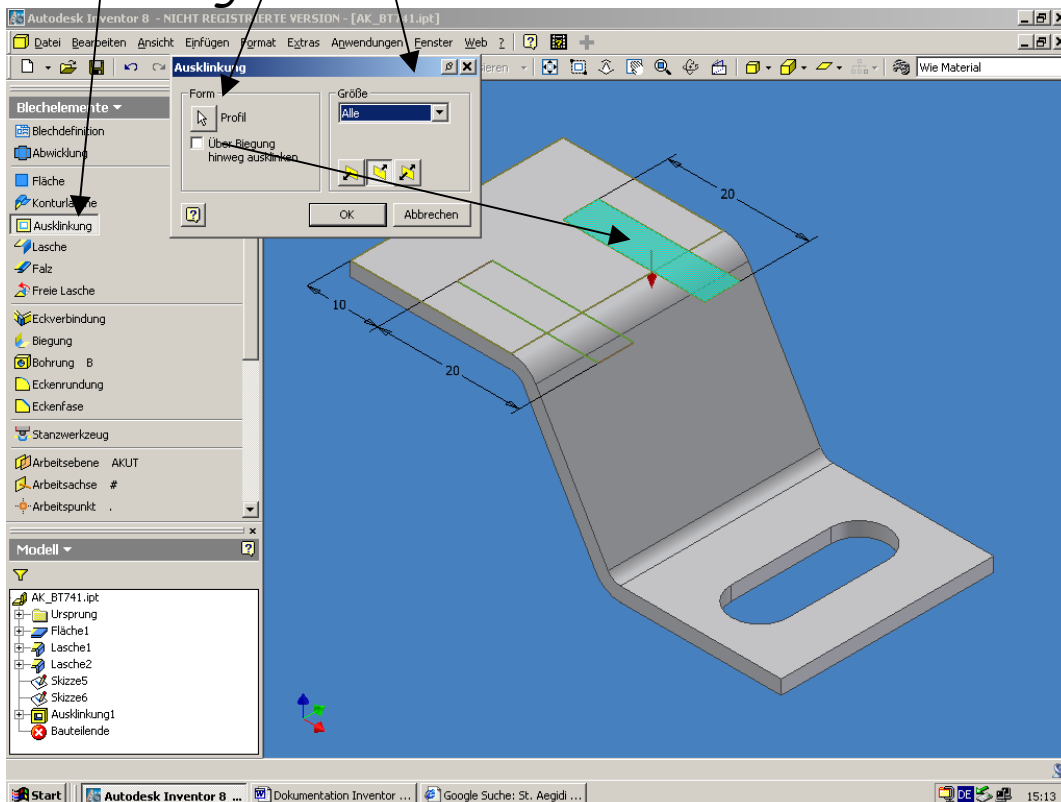 Autodesk Inventor 8 - NICHT REGISTRIERTE VERSION - [AK_BT741.ipt]
Datei Bearbeiten Ansicht Einfügen Format Extras Anwendungen Fenster Web ?
Wie Material
Ausklinkung
Form
Profil
Über Biegung
hinweg ausklinken
Größe
Alle
OK Abbrechen
Blechelemente
Blechdefinition
Abwicklung
Fläche
Konturlasche
Ausklinkung
Lasche
Falz
Freie Lasche
Eckverbindung
Biegung
Bohrung B
Eckenrundung
Eckenfase
Stanzwerkzeug
Arbeitsebene AKUT
Arbeitsachse #
Arbeitspunkt .
20
10
20
Modell
AK_BT741.ipt
Ursprung
Fläche1
Lasche1
Lasche2
Skizze5
Skizze6
Ausklinkung1
Bauteilende
Start Autodesk Inventor 8 ... Dokumentation Inventor ... Google Suche: St. Aegidi ... DE 15:13